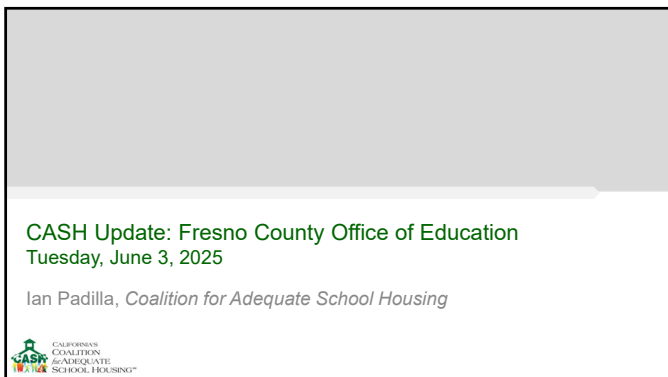 CASH Update: Fresno County Office of Education
Tuesday, June 3, 2025
Ian Padilla, Coalition for Adequate School Housing
CASH
CALIFORNIA'S
COALITION
for ADEQUATE
SCHOOL HOUSING